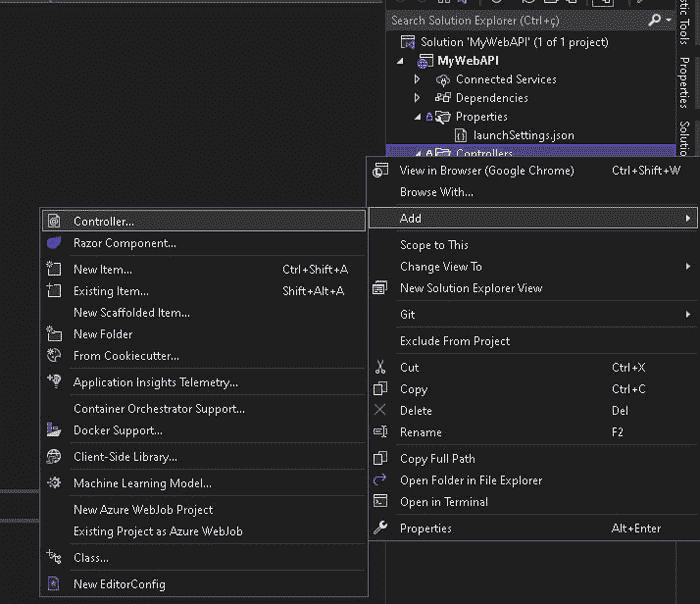 Search Solution Explorer (Ctrl+ç)
Solution 'MyWebAPI' (1 of 1 project)
MyWebAPI
Connected Services
Dependencies
Properties
launchSettings.json
Controllers
View in Browser (Google Chrome) Ctrl+Shift+W
Browse With...
Add
Scope to This
Change View To
New Solution Explorer View
Git
Exclude From Project
Cut Ctrl+X
Copy Ctrl+C
Delete Del
Rename F2
Copy Full Path
Open Folder in File Explorer
Open in Terminal
Properties Alt+Enter
Controller...
Razor Component...
New Item... Ctrl+Shift+A
Existing Item... Shift+Alt+A
New Scaffolded Item...
New Folder
From Cookiecutter...
Application Insights Telemetry...
Container Orchestrator Support...
Docker Support...
Client-Side Library...
Machine Learning Model...
New Azure WebJob Project
Existing Project as Azure WebJob
Class...
New EditorConfig
Tools
Properties